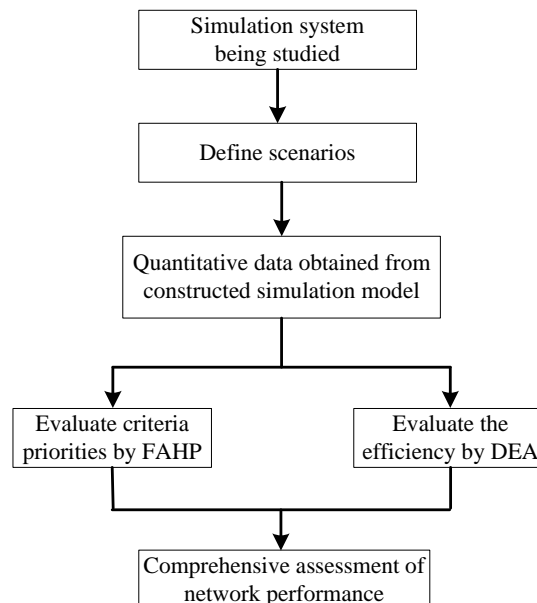 Simulation system
being studied
Define scenarios
Quantitative data obtained from
constructed simulation model
Evaluate criteria
priorities by FAHP
Evaluate the
efficiency by DEA
Comprehensive assessment of
network performance